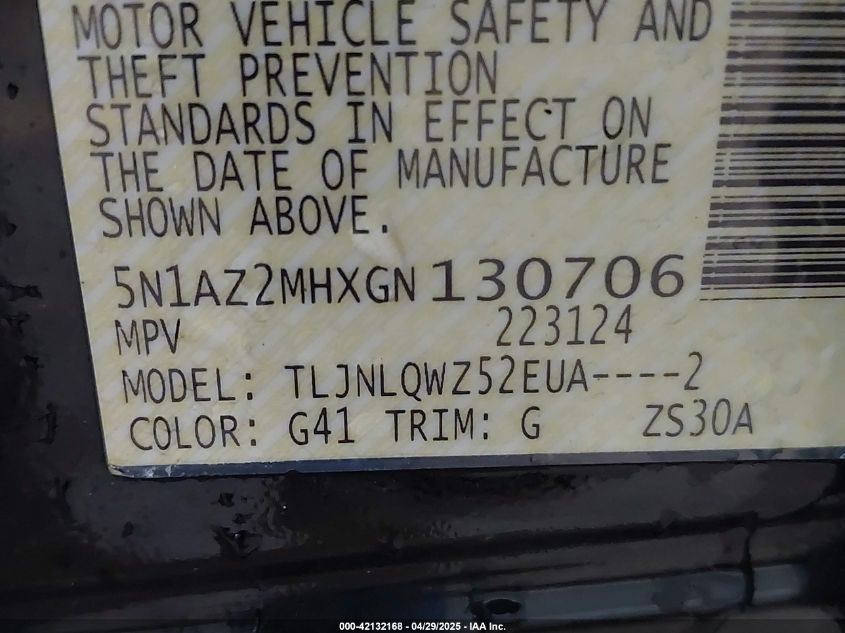 MOTOR VEHICLE SAFETY AND
THEFT PREVENTION
STANDARDS IN EFFECT ON
THE DATE OF MANUFACTURE
SHOWN ABOVE.
5N1AZ2MHXGN130706
MPV 223124
MODEL: TLJNLQWZ52EUA----2
COLOR: G41 TRIM: G ZS30A
000-42132168 - 04/29/2025 - IAA Inc.